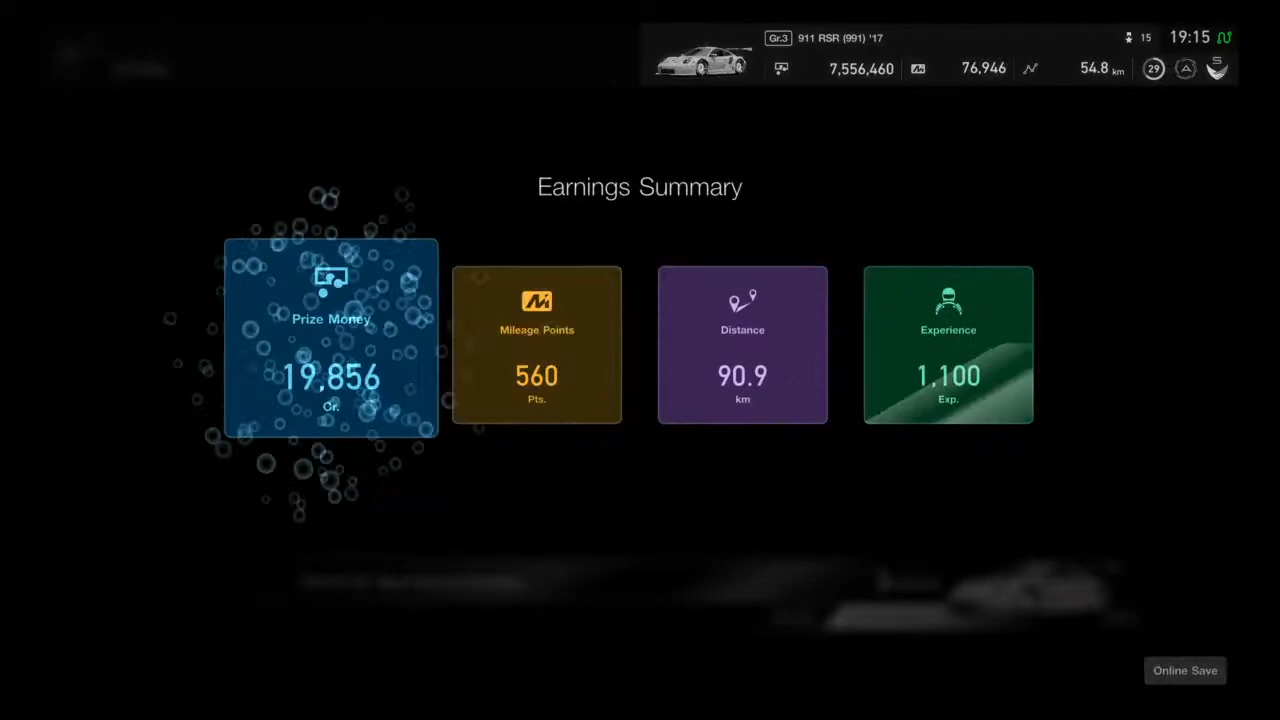 Gr.3 911 RSR (991) '17
15
19:15
7,556,460
76,946
54.8 km
29
S
Earnings Summary
Prize Money
19,856
Cr.
Mileage Points
560
Pts.
Distance
90.9
km
Experience
1,100
Exp.
Online Save